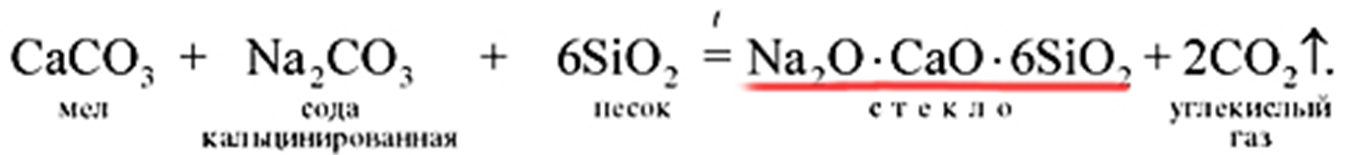 t
CaCO₃ + Na₂CO₃ + 6SiO₂ = Na₂O · CaO · 6SiO₂ + 2CO₂↑.
мел сода песок стекло углекислый
кальцинированная газ